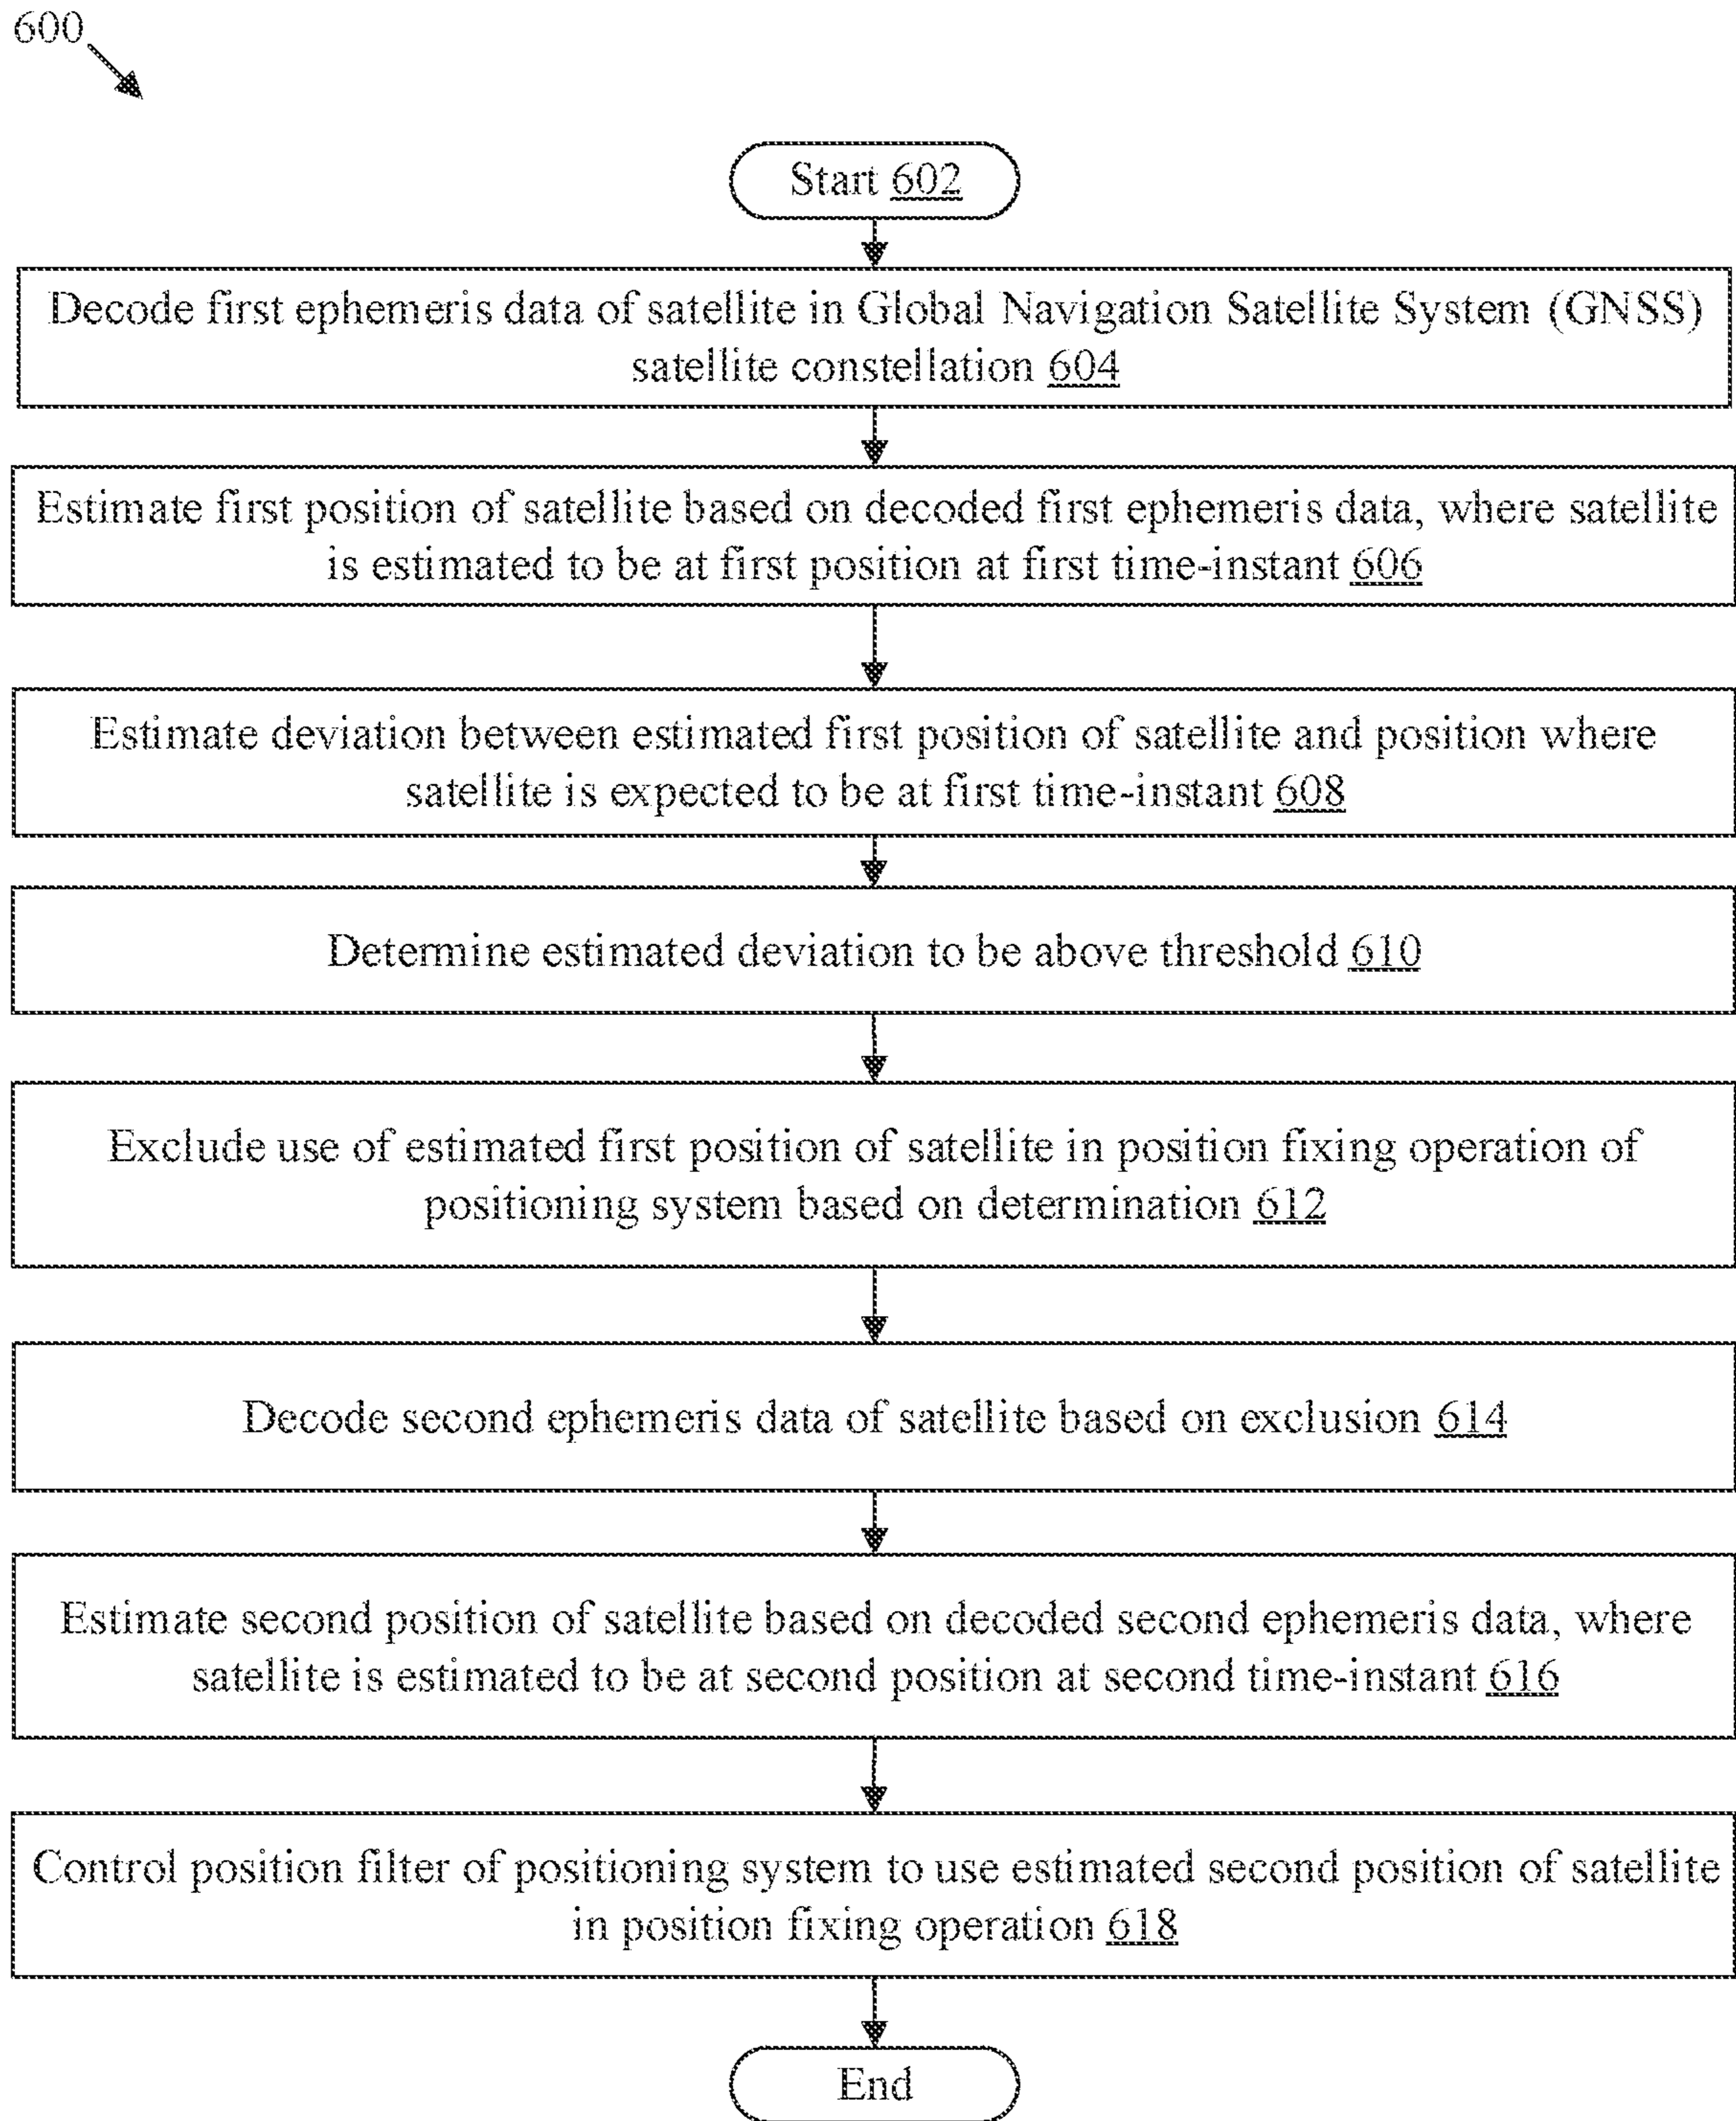 600
Start 602
Decode first ephemeris data of satellite in Global Navigation Satellite System (GNSS)
satellite constellation 604
Estimate first position of satellite based on decoded first ephemeris data, where satellite
is estimated to be at first position at first time-instant 606
Estimate deviation between estimated first position of satellite and position where
satellite is expected to be at first time-instant 608
Determine estimated deviation to be above threshold 610
Exclude use of estimated first position of satellite in position fixing operation of
positioning system based on determination 612
Decode second ephemeris data of satellite based on exclusion 614
Estimate second position of satellite based on decoded second ephemeris data, where
satellite is estimated to be at second position at second time-instant 616
Control position filter of positioning system to use estimated second position of satellite
in position fixing operation 618
End